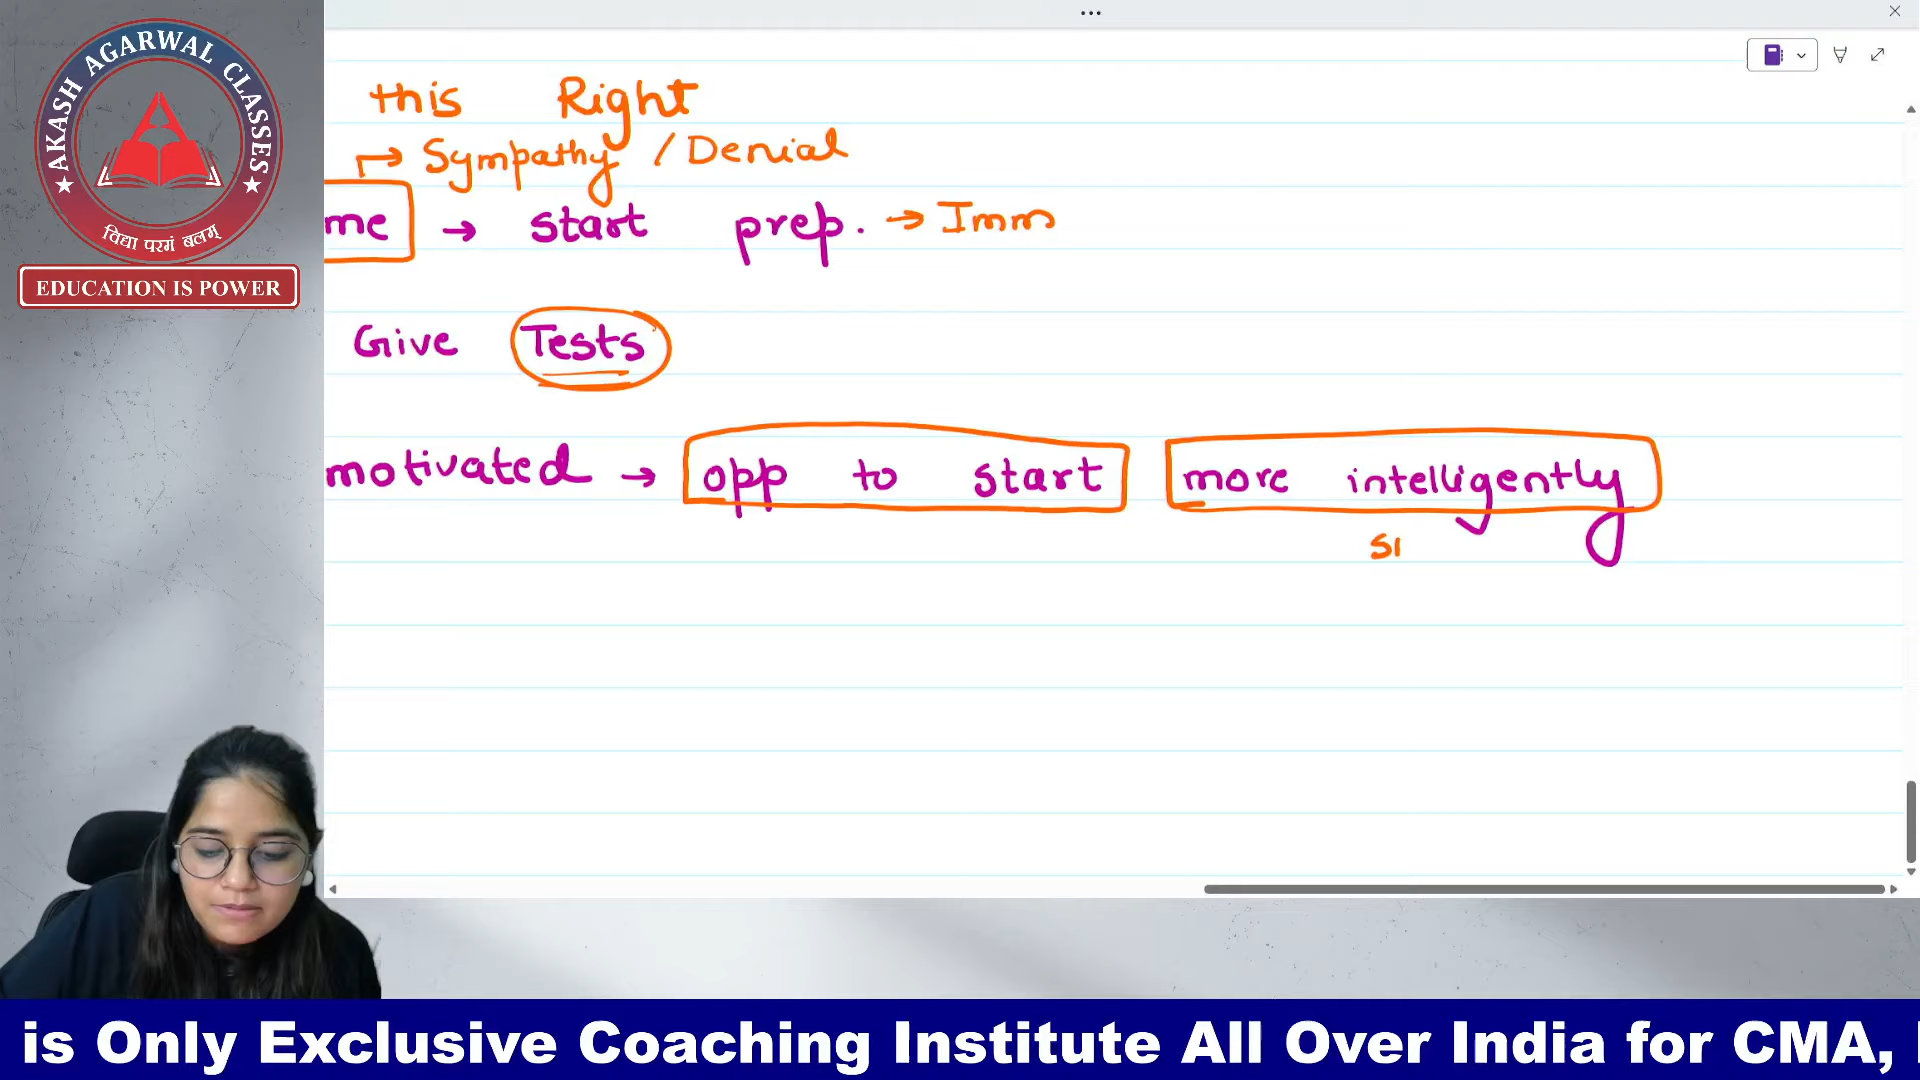 AKASH AGARWAL CLASSES
विद्या परमं बलम्
EDUCATION IS POWER
this Right
→ Sympathy / Denial
me → start prep. → Imm
Give Tests
motivated → opp to start more intelligently
is Only Exclusive Coaching Institute All Over India for CMA,